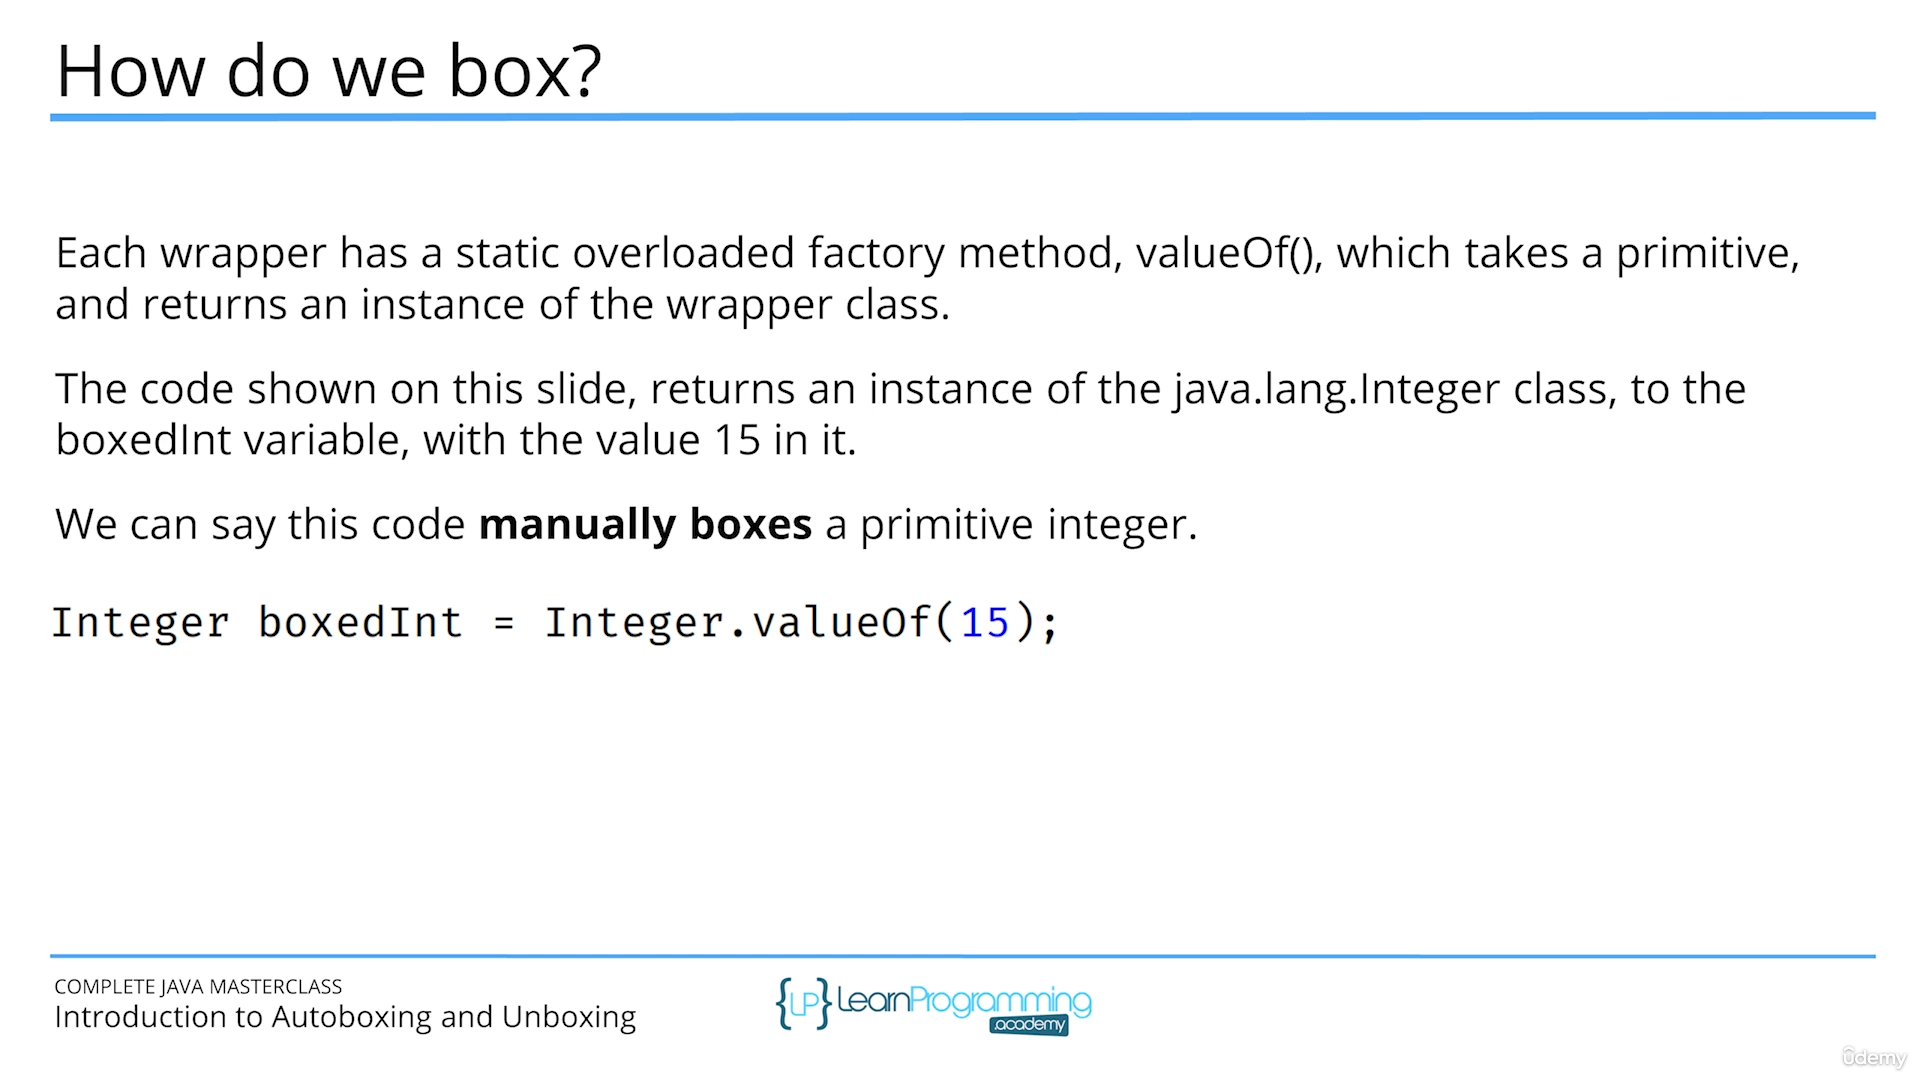 How do we box?
Each wrapper has a static overloaded factory method, valueOf(), which takes a primitive,
and returns an instance of the wrapper class.
The code shown on this slide, returns an instance of the java.lang.Integer class, to the
boxedInt variable, with the value 15 in it.
We can say this code manually boxes a primitive integer.
Integer boxedInt = Integer.valueOf(15);
COMPLETE JAVA MASTERCLASS
Introduction to Autoboxing and Unboxing
{LP} LearnProgramming
.academy
ûdemy